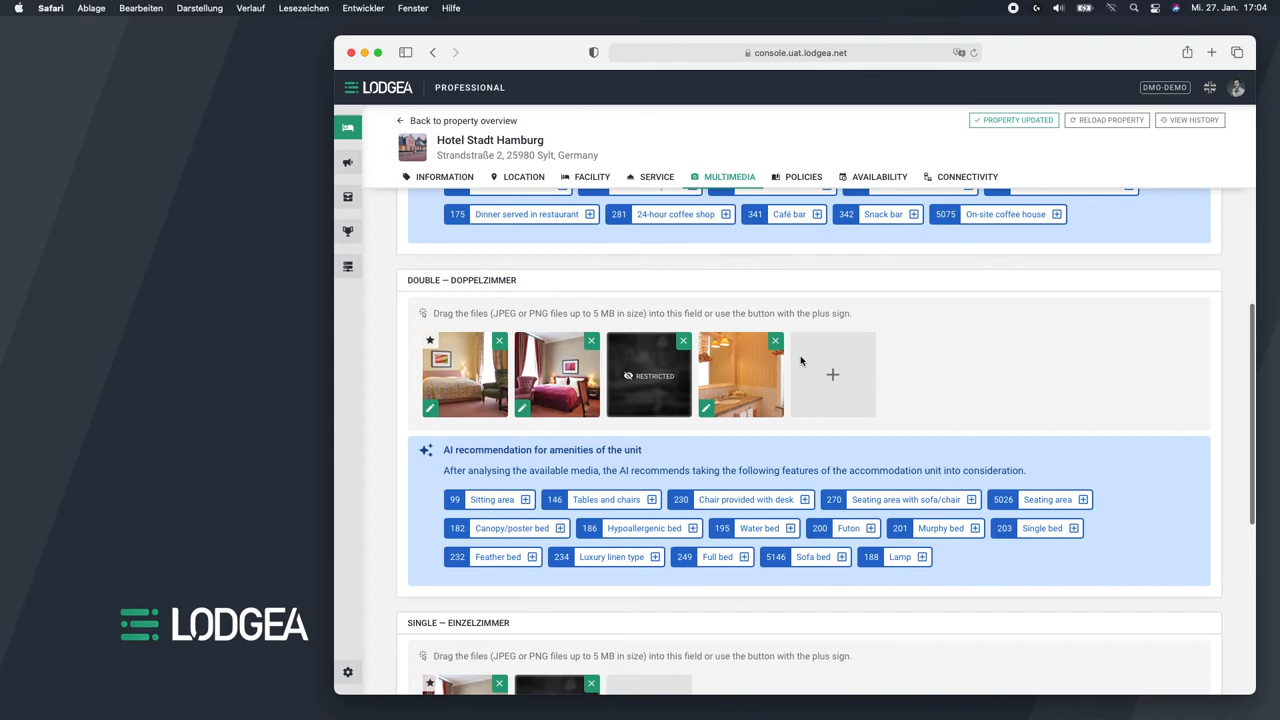 Safari Ablage Bearbeiten Darstellung Verlauf Lesezeichen Entwickler Fenster Hilfe Mi. 27. Jan. 17:04
console.uat.lodgea.net
LODGEA PROFESSIONAL DMO-DEMO
Back to property overview
PROPERTY UPDATED RELOAD PROPERTY VIEW HISTORY
Hotel Stadt Hamburg
Strandstraße 2, 25980 Sylt, Germany
INFORMATION LOCATION FACILITY SERVICE MULTIMEDIA POLICIES AVAILABILITY CONNECTIVITY
175 Dinner served in restaurant 281 24-hour coffee shop 341 Café bar 342 Snack bar 5075 On-site coffee house
DOUBLE — DOPPELZIMMER
Drag the files (JPEG or PNG files up to 5 MB in size) into this field or use the button with the plus sign.
RESTRICTED
AI recommendation for amenities of the unit
After analysing the available media, the AI recommends taking the following features of the accommodation unit into consideration.
99 Sitting area 146 Tables and chairs 230 Chair provided with desk 270 Seating area with sofa/chair 5026 Seating area
182 Canopy/poster bed 186 Hypoallergenic bed 195 Water bed 200 Futon 201 Murphy bed 203 Single bed
232 Feather bed 234 Luxury linen type 249 Full bed 5146 Sofa bed 188 Lamp
SINGLE — EINZELZIMMER
Drag the files (JPEG or PNG files up to 5 MB in size) into this field or use the button with the plus sign.
LODGEA